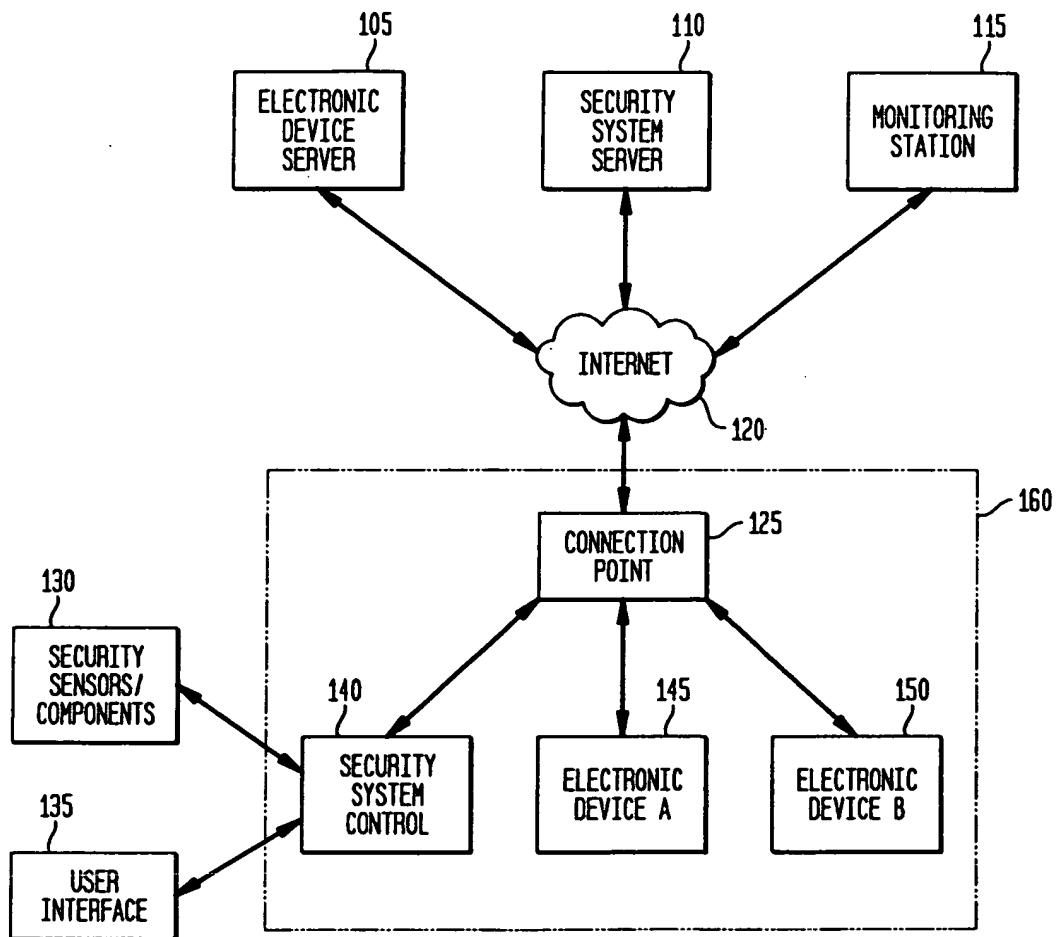 105
110
115
ELECTRONIC
DEVICE
SERVER
SECURITY
SYSTEM
SERVER
MONITORING
STATION
INTERNET
120
160
CONNECTION
POINT
125
130
SECURITY
SENSORS/
COMPONENTS
140
145
150
SECURITY
SYSTEM
CONTROL
ELECTRONIC
DEVICE A
ELECTRONIC
DEVICE B
135
USER
INTERFACE